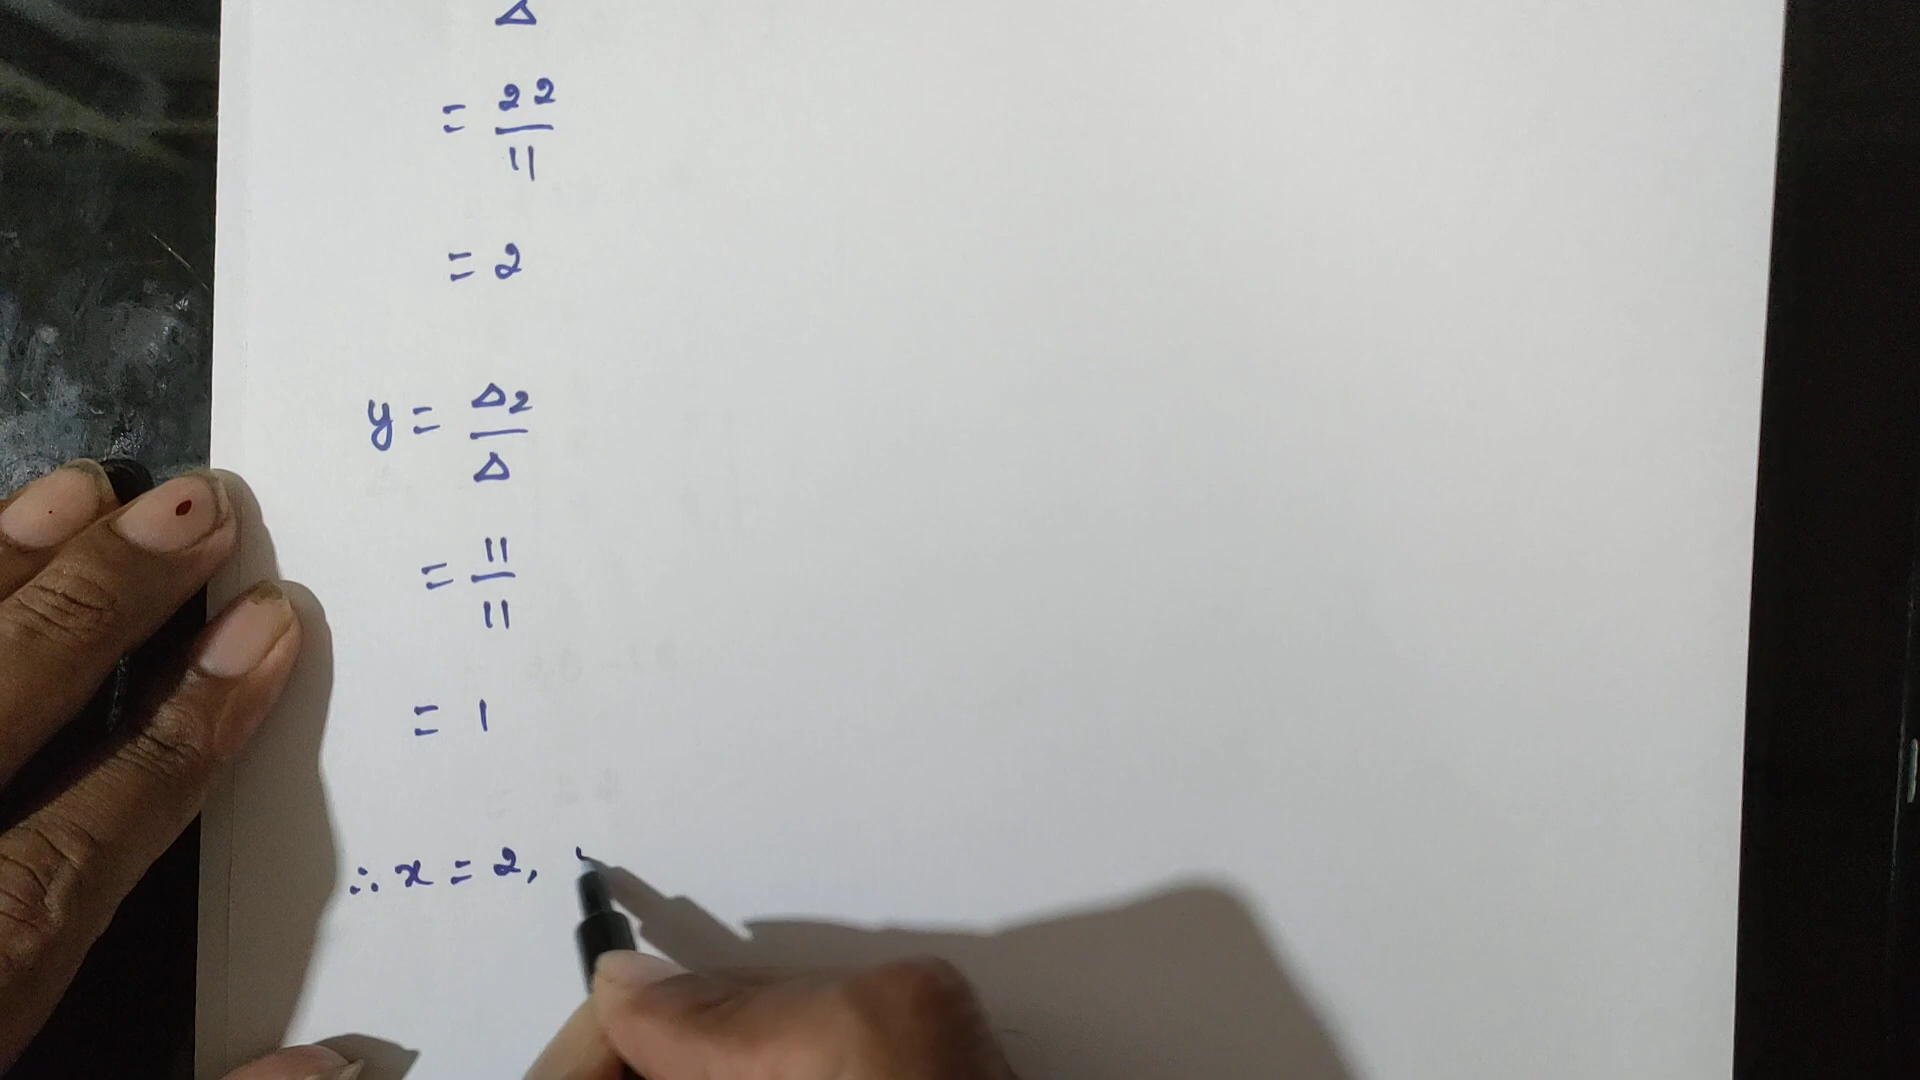 Δ
= 22/11
= 2
y = Δ2/Δ
= 11/11
= 1
∴ x = 2,